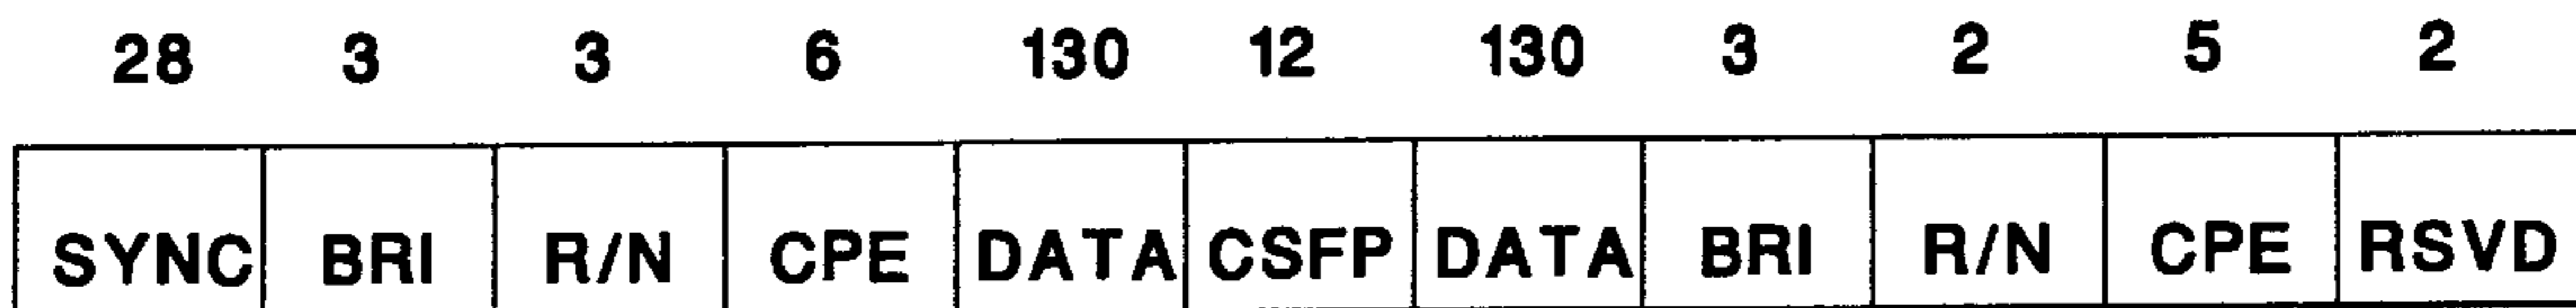 28 3 3 6 130 12 130 3 2 5 2
SYNC BRI R/N CPE DATA CSFP DATA BRI R/N CPE RSVD